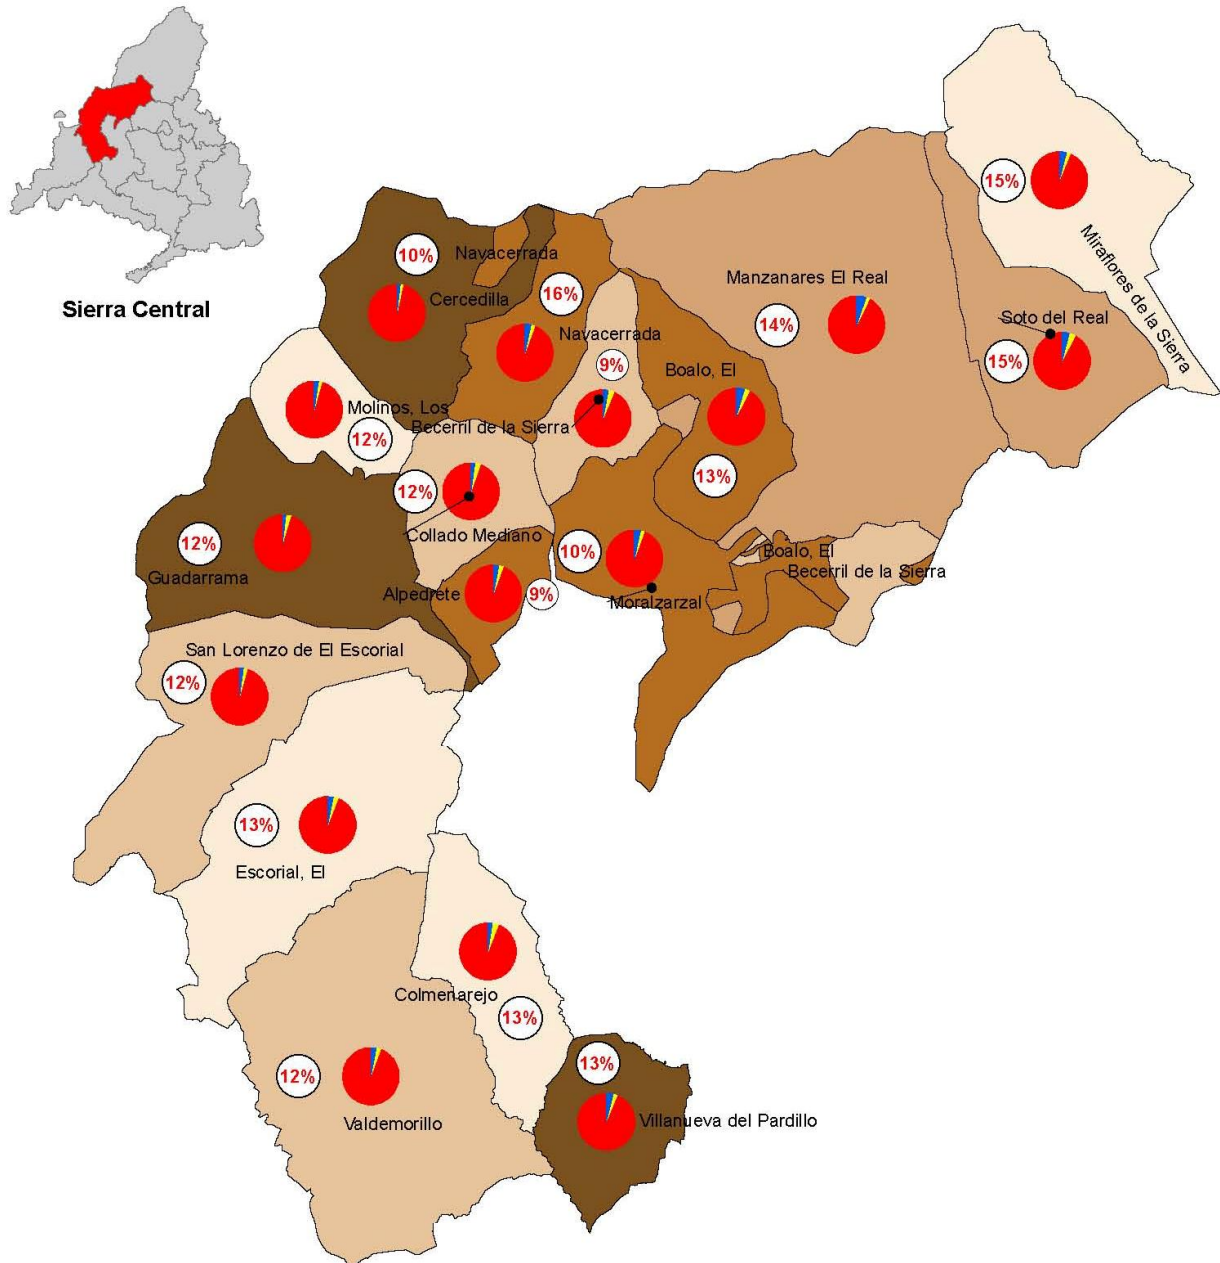 Sierra Central
15%
Miraflores de la Sierra
10%
Navacerrada
Cercedilla
16%
Navacerrada
Manzanares El Real
14%
Soto del Real
15%
9%
Boalo, El
Molinos, Los
Becerril de la Sierra
12%
13%
12%
Collado Mediano
12%
Guadarrama
10%
Boalo, El
Becerril de la Sierra
Alpedrete
9%
Moralzarzal
San Lorenzo de El Escorial
12%
13%
Escorial, El
Colmenarejo
13%
13%
12%
Valdemorillo
Villanueva del Pardillo